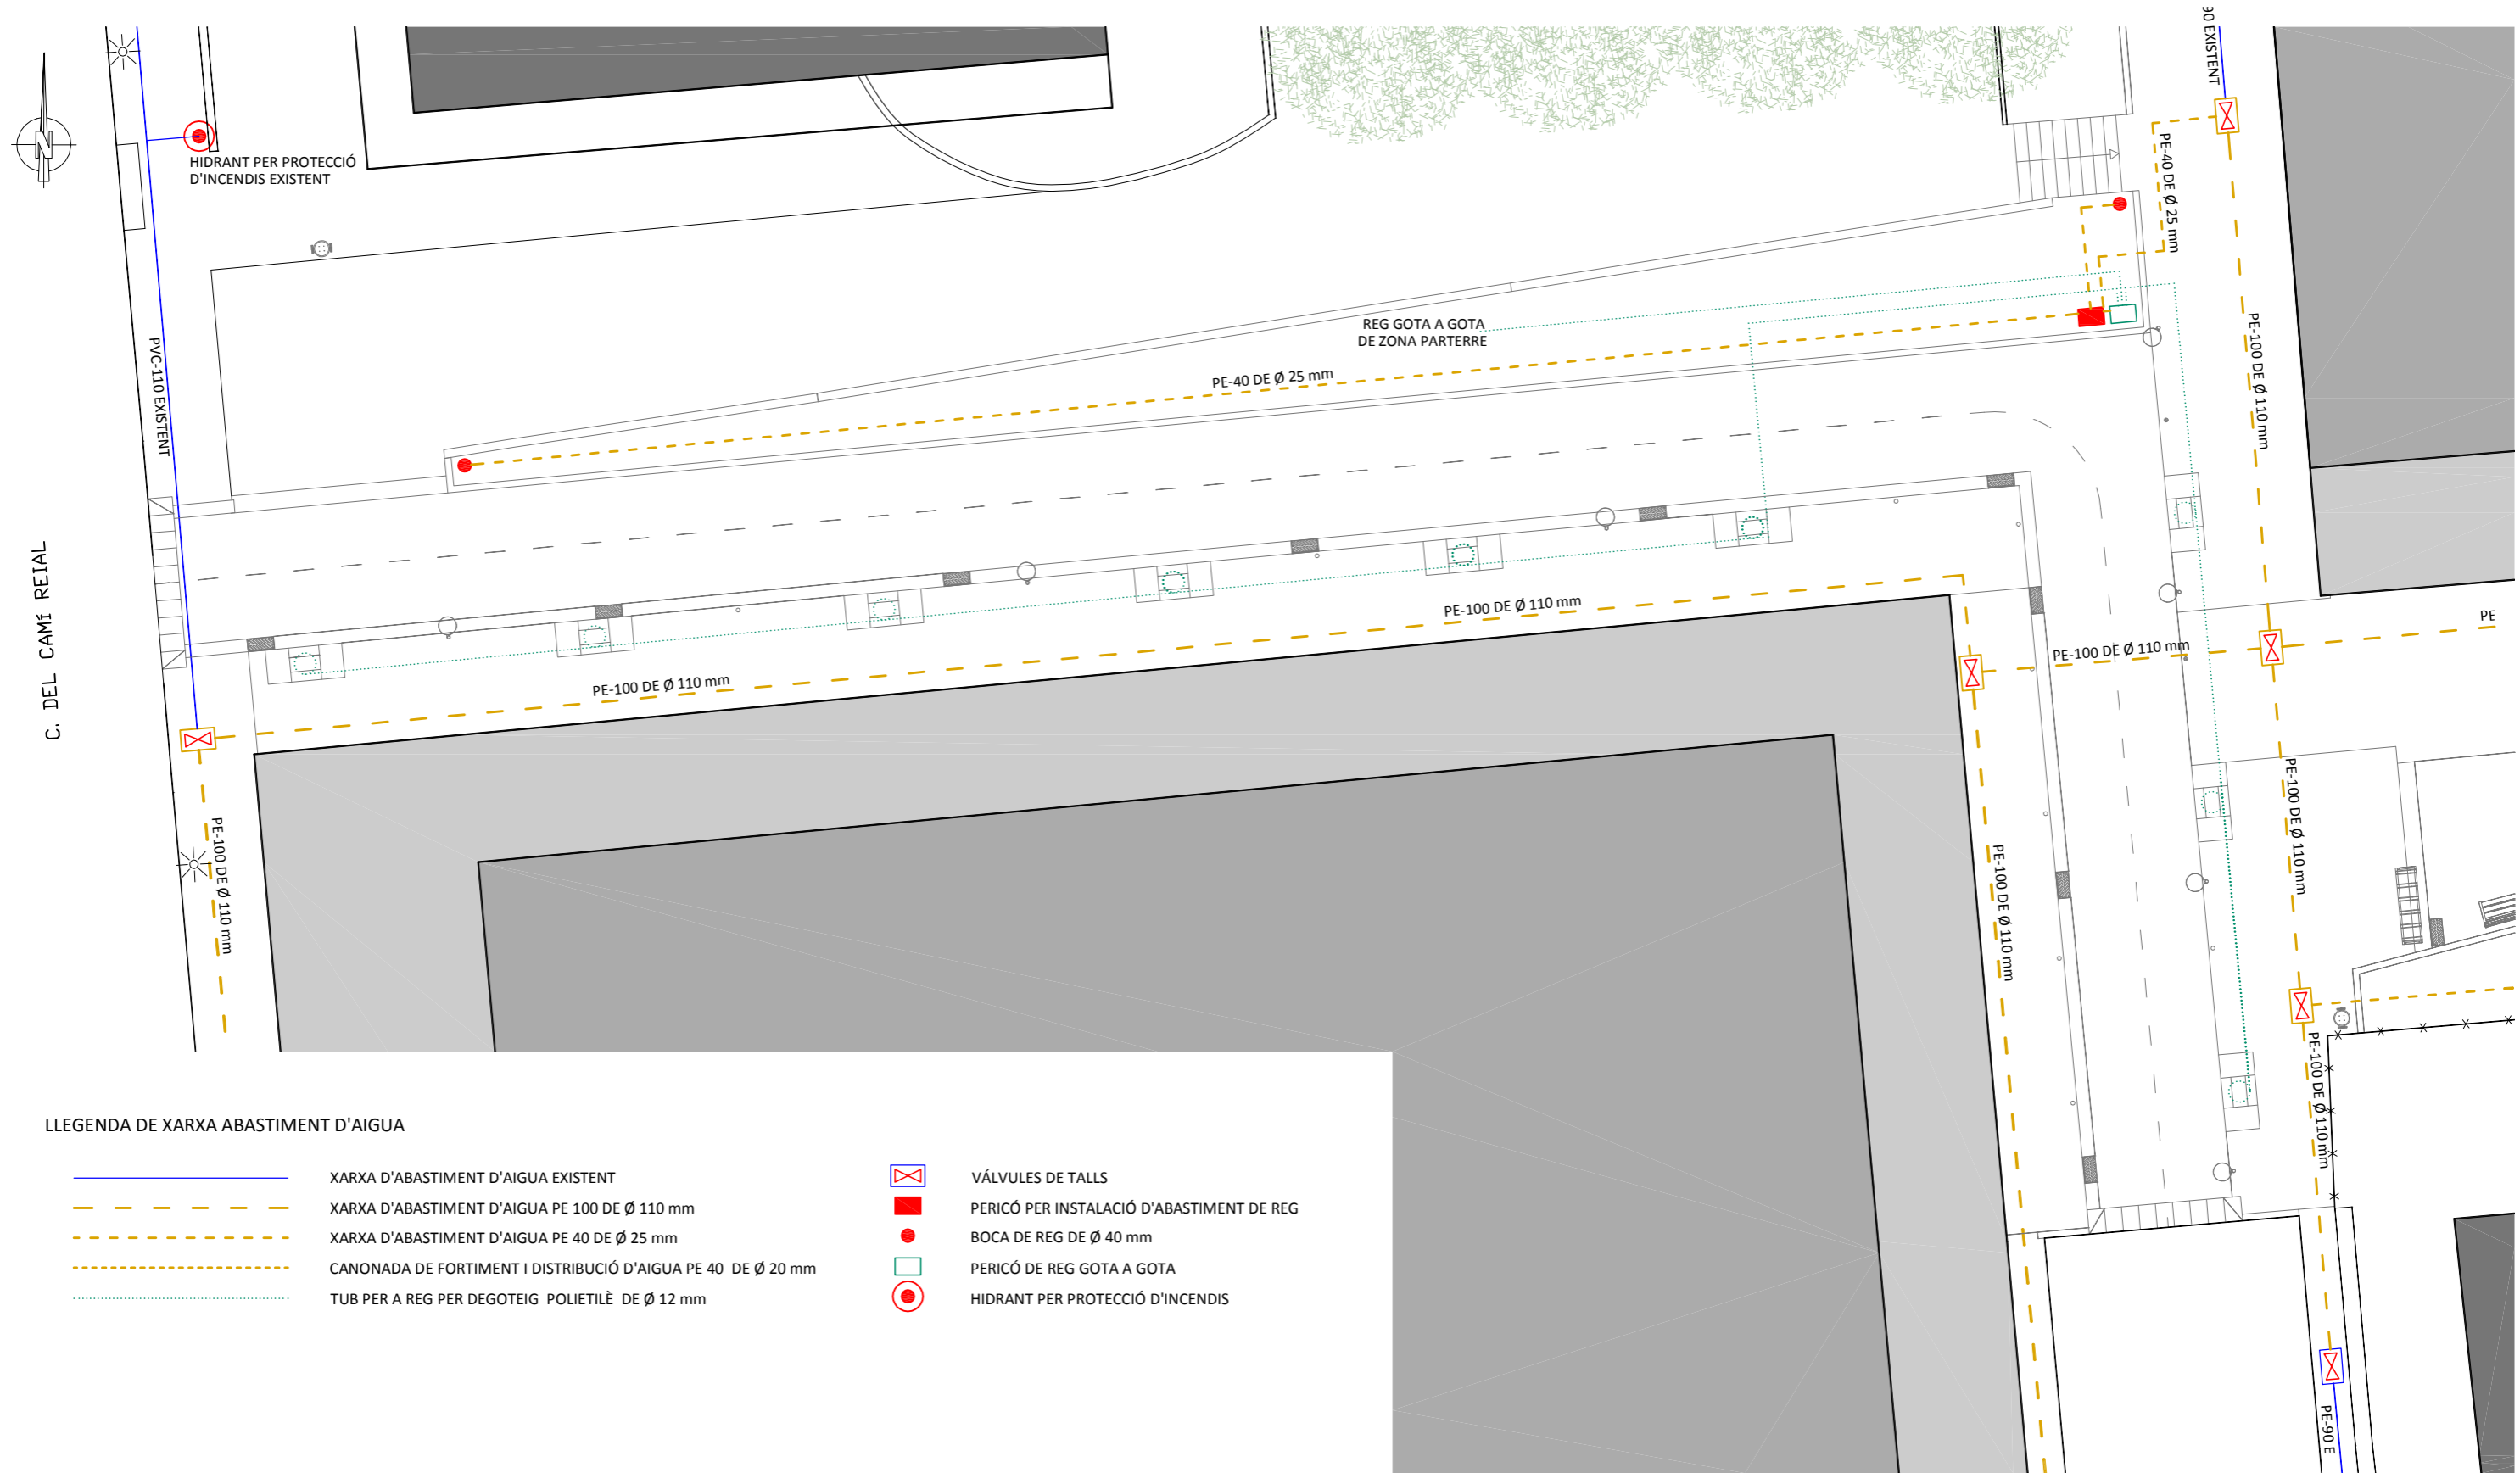 90 EXISTENT
N
HIDRANT PER PROTECCIÓ
D'INCENDIS EXISTENT
PE-40 DE Ø 25 mm
PVC-110 EXISTENT
REG GOTA A GOTA
DE ZONA PARTERRE
PE-40 DE Ø 25 mm
PE-100 DE Ø 110 mm
C. DEL CAMÍ REIAL
PE-100 DE Ø 110 mm
PE
PE-100 DE Ø 110 mm
PE-100 DE Ø 110 mm
PE-100 DE Ø 110 mm
PE-100 DE Ø 110 mm
PE-100 DE Ø 110 mm
PE-100 DE Ø 110 mm
LLEGENDA DE XARXA ABASTIMENT D'AIGUA
XARXA D'ABASTIMENT D'AIGUA EXISTENT
XARXA D'ABASTIMENT D'AIGUA PE 100 DE Ø 110 mm
XARXA D'ABASTIMENT D'AIGUA PE 40 DE Ø 25 mm
CANONADA DE FORTIMENT I DISTRIBUCIÓ D'AIGUA PE 40 DE Ø 20 mm
TUB PER A REG PER DEGOTEIG POLIETILÈ DE Ø 12 mm
VÁLVULES DE TALLS
PERICÓ PER INSTALACIÓ D'ABASTIMENT DE REG
BOCA DE REG DE Ø 40 mm
PERICÓ DE REG GOTA A GOTA
HIDRANT PER PROTECCIÓ D'INCENDIS
PE-90 E